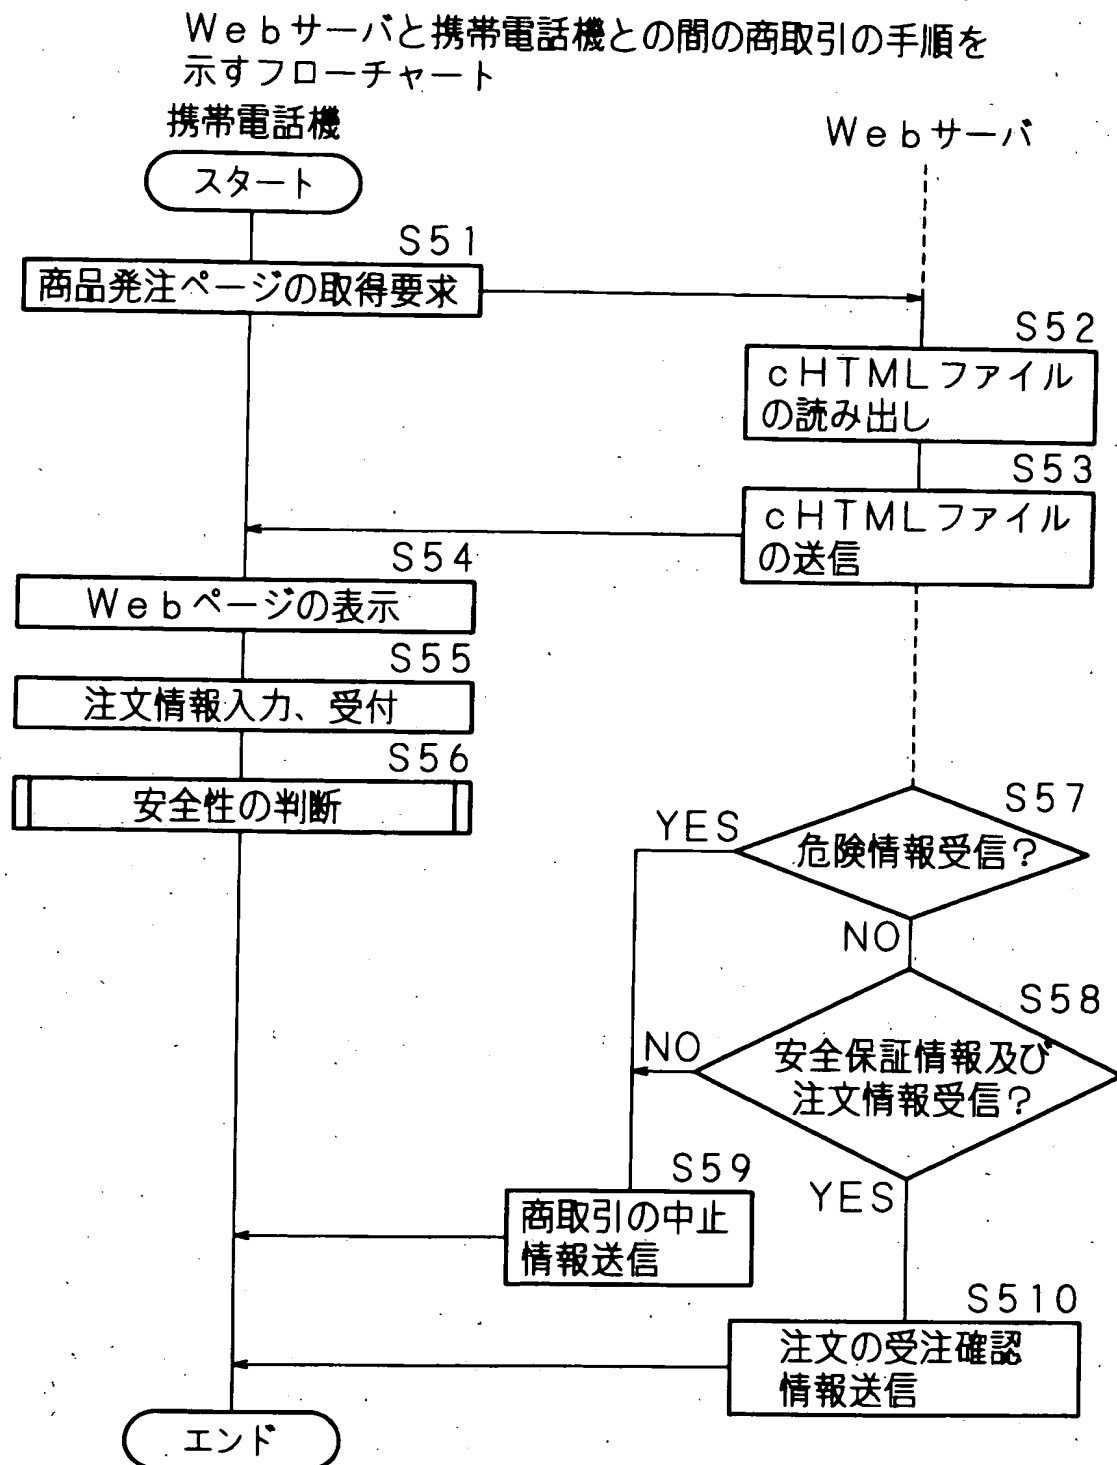 Webサーバと携帯電話機との間の商取引の手順を
示すフローチャート
携帯電話機
Webサーバ
スタート
S51
商品発注ページの取得要求
S52
cHTMLファイル
の読み出し
S53
cHTMLファイル
の送信
S54
Webページの表示
S55
注文情報入力、受付
S56
安全性の判断
S57
危険情報受信?
YES
NO
S58
安全保証情報及び
注文情報受信?
NO
YES
S59
商取引の中止
情報送信
S510
注文の受注確認
情報送信
エンド